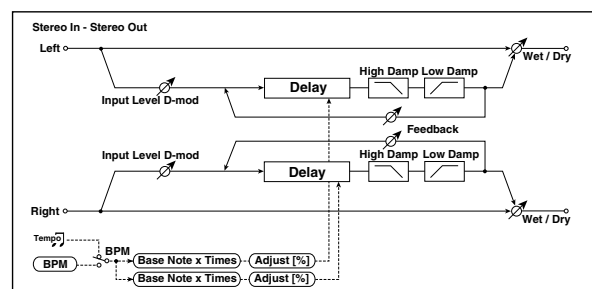 Stereo In - Stereo Out
Left
Wet / Dry
High Damp Low Damp
Delay
Input Level D-mod
Feedback
Input Level D-mod
High Damp Low Damp
Delay
Right
Wet / Dry
Tempo
BPM
BPM
Base Note x Times
Adjust [%]
Base Note x Times
Adjust [%]